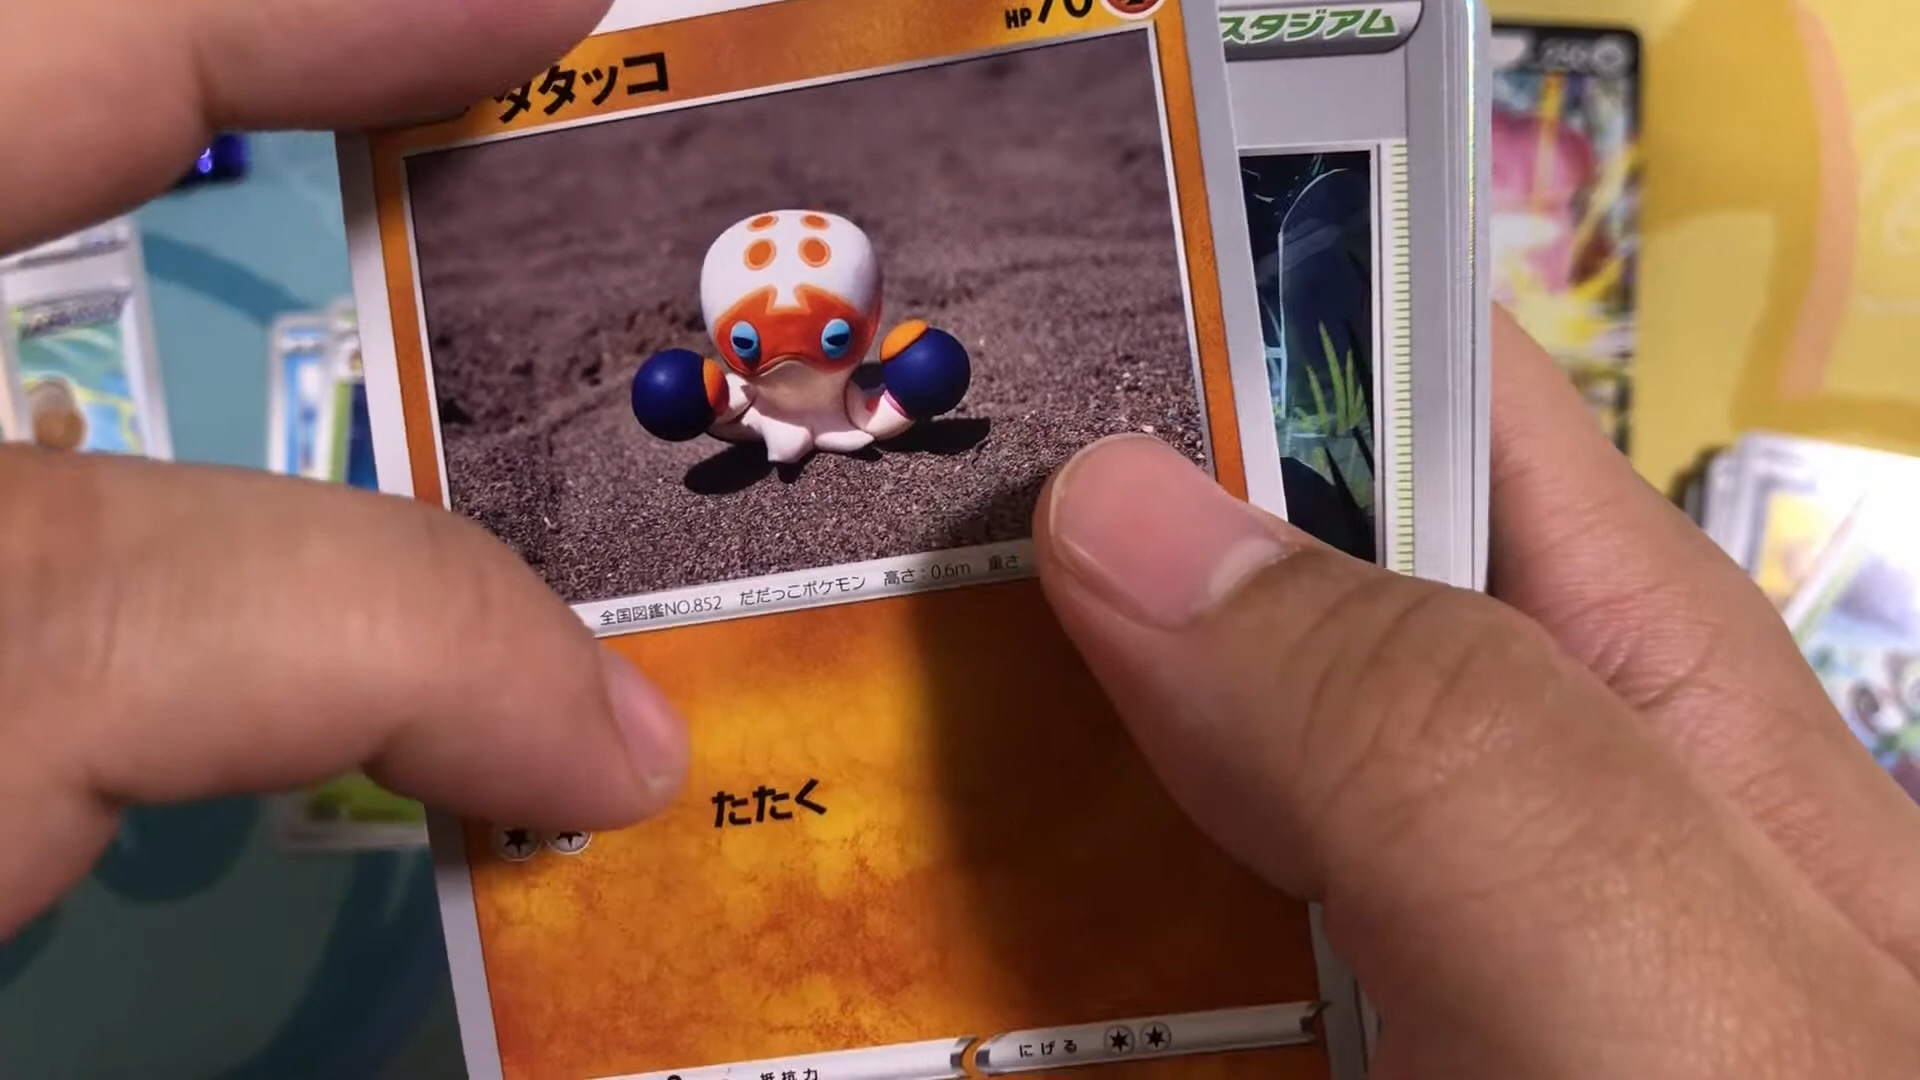 スタジアム
HP70
タタッコ
全国図鑑NO.852 だだっこポケモン 高さ:0.6m 重さ
たたく
にげる
抵抗力